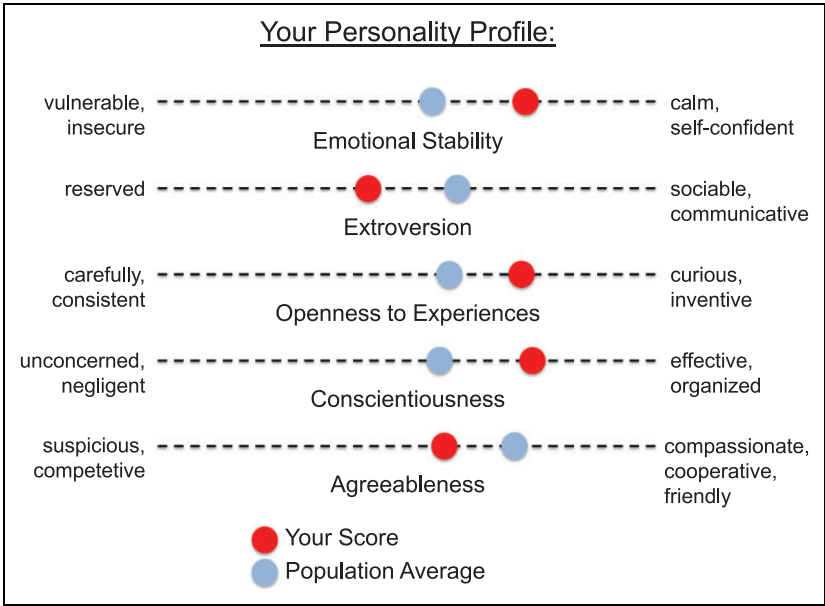 Your Personality Profile:
vulnerable,
insecure
calm,
self-confident
Emotional Stability
reserved
sociable,
communicative
Extroversion
carefully,
consistent
curious,
inventive
Openness to Experiences
unconcerned,
negligent
effective,
organized
Conscientiousness
suspicious,
competetive
compassionate,
cooperative,
friendly
Agreeableness
Your Score
Population Average